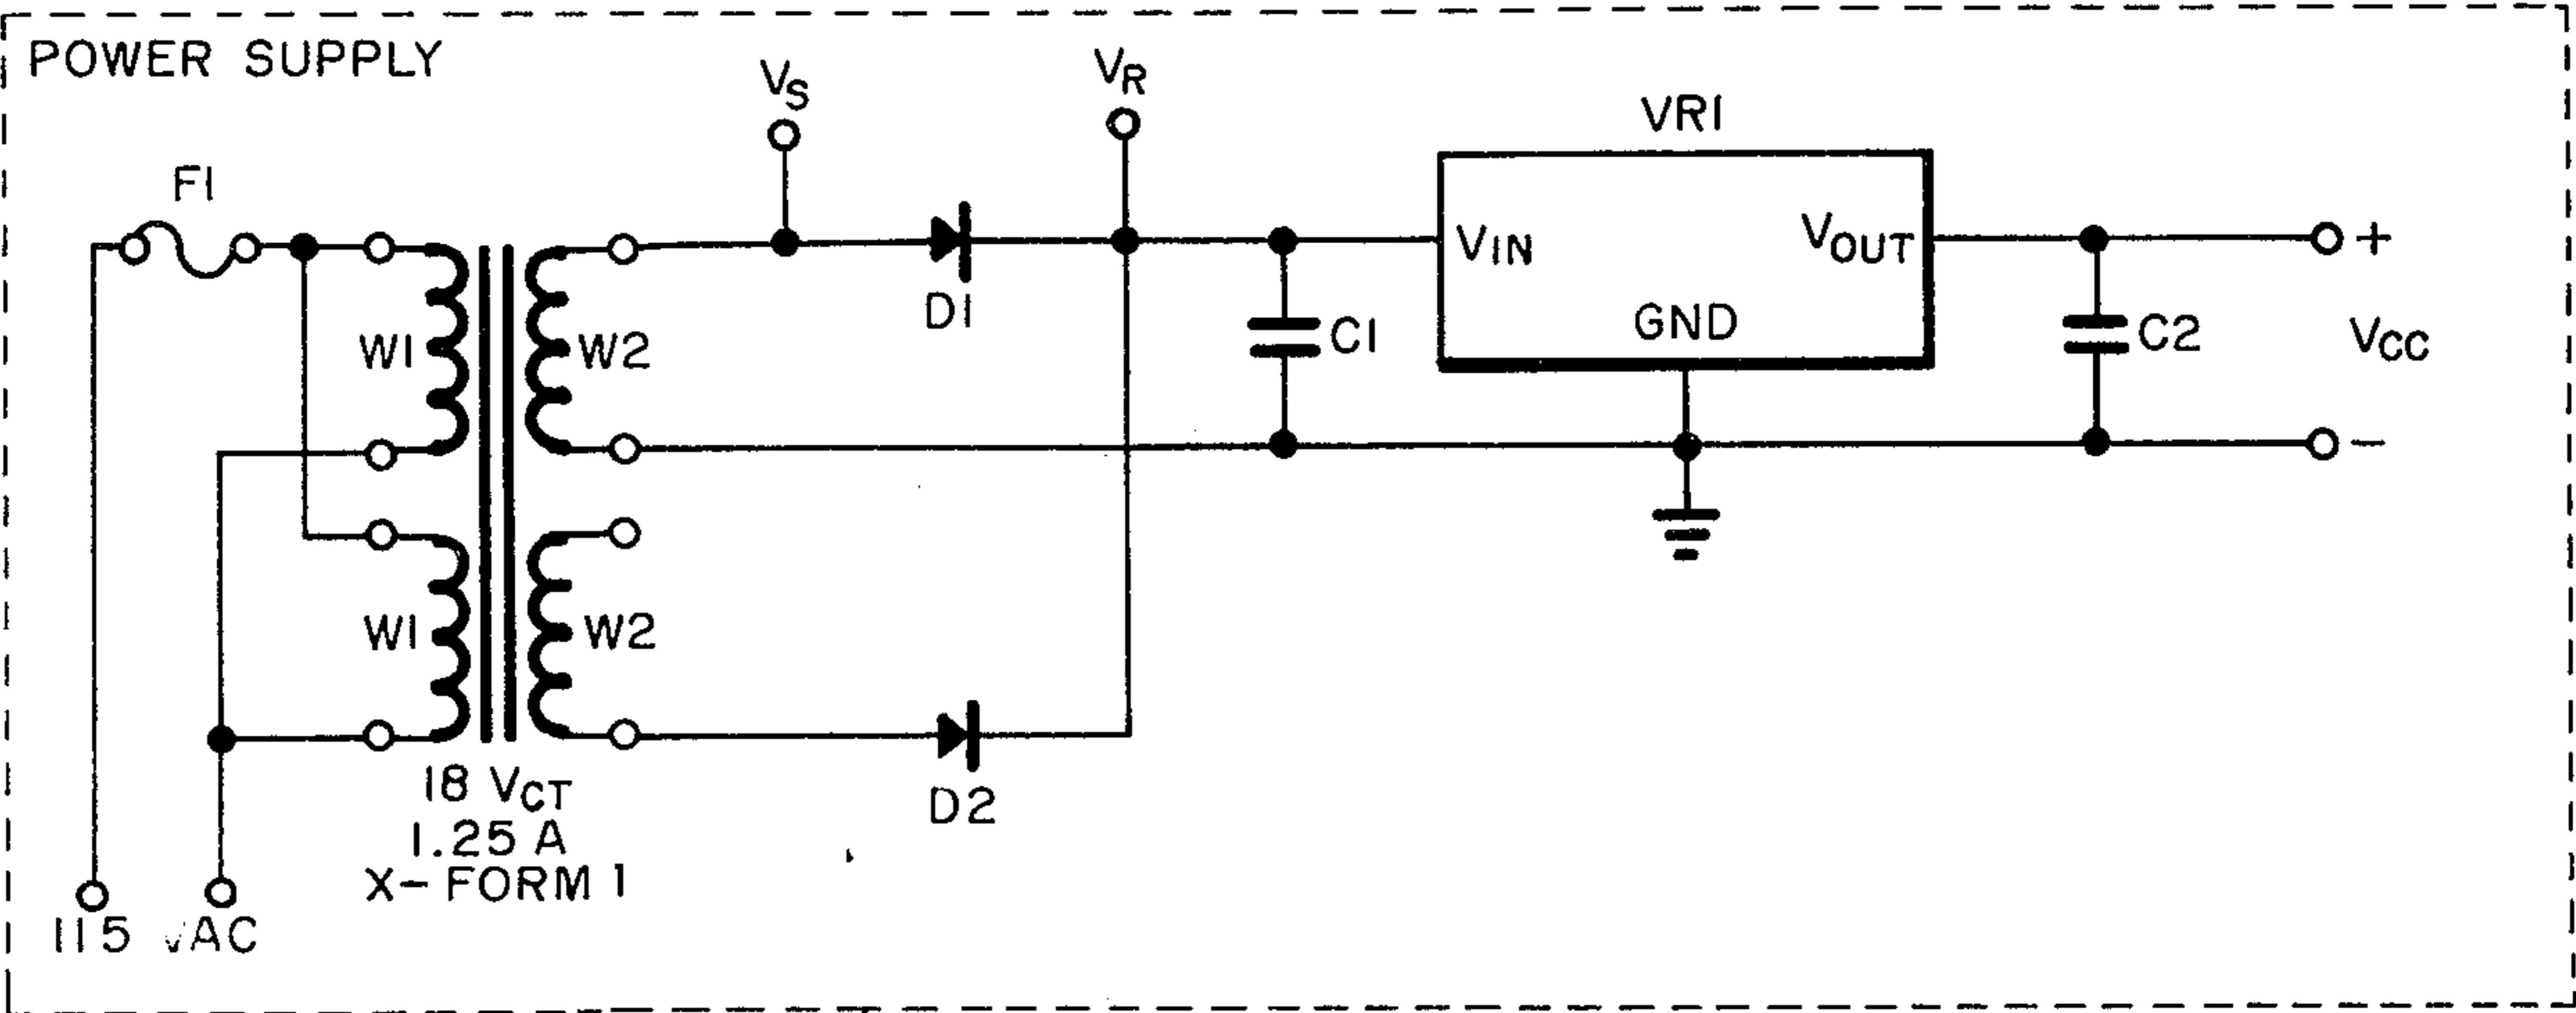 POWER SUPPLY
VS
VR
VR1
F1
VIN
VOUT
GND
D1
W1
W2
C1
C2
+
VCC
−
W1
W2
18 VCT
1.25 A
X-FORM 1
D2
115 VAC